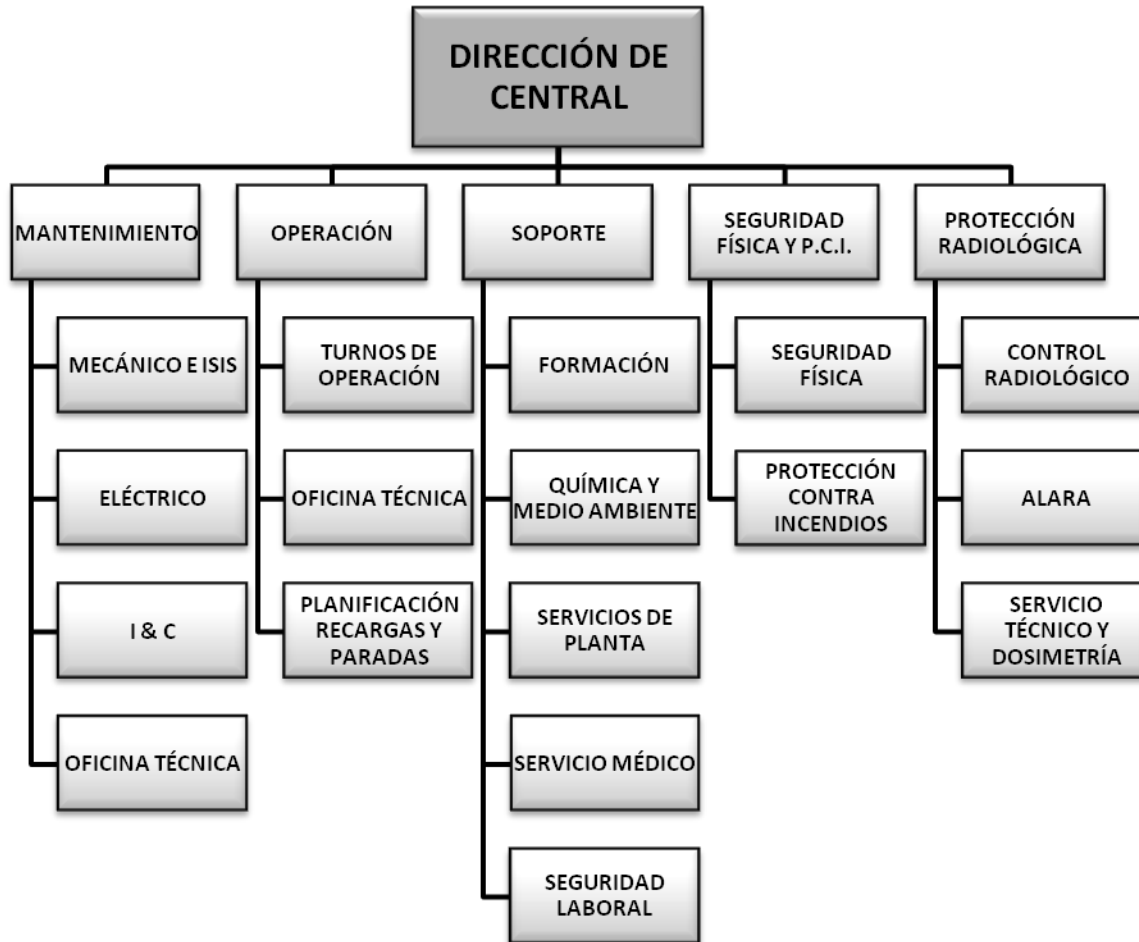 DIRECCIÓN DE
CENTRAL
MANTENIMIENTO
OPERACIÓN
SOPORTE
SEGURIDAD
FÍSICA Y P.C.I.
PROTECCIÓN
RADIOLÓGICA
MECÁNICO E ISIS
ELÉCTRICO
I & C
OFICINA TÉCNICA
TURNOS DE
OPERACIÓN
OFICINA TÉCNICA
PLANIFICACIÓN
RECARGAS Y
PARADAS
FORMACIÓN
QUÍMICA Y
MEDIO AMBIENTE
SERVICIOS DE
PLANTA
SERVICIO MÉDICO
SEGURIDAD
LABORAL
SEGURIDAD
FÍSICA
PROTECCIÓN
CONTRA
INCENDIOS
CONTROL
RADIOLÓGICO
ALARA
SERVICIO
TÉCNICO Y
DOSIMETRÍA